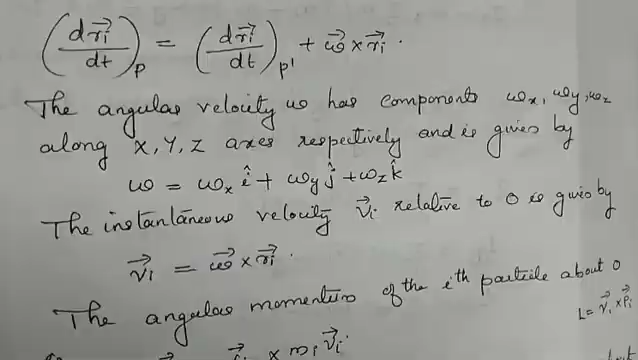 (d𝑟⃗i/dt)P = (d𝑟⃗i/dt)P' + ω⃗ × r⃗i .
The angular velocity ω has components ωx, ωy, ωz
along X, Y, Z axes respectively and is given by
ω = ωx î + ωy ĵ + ωz k̂
The instantaneous velocity v⃗i relative to O is given by
v⃗i = ω⃗ × r⃗i .
The angular momentum of the ith particle about O
L = r⃗i × p⃗i
× mi v⃗i